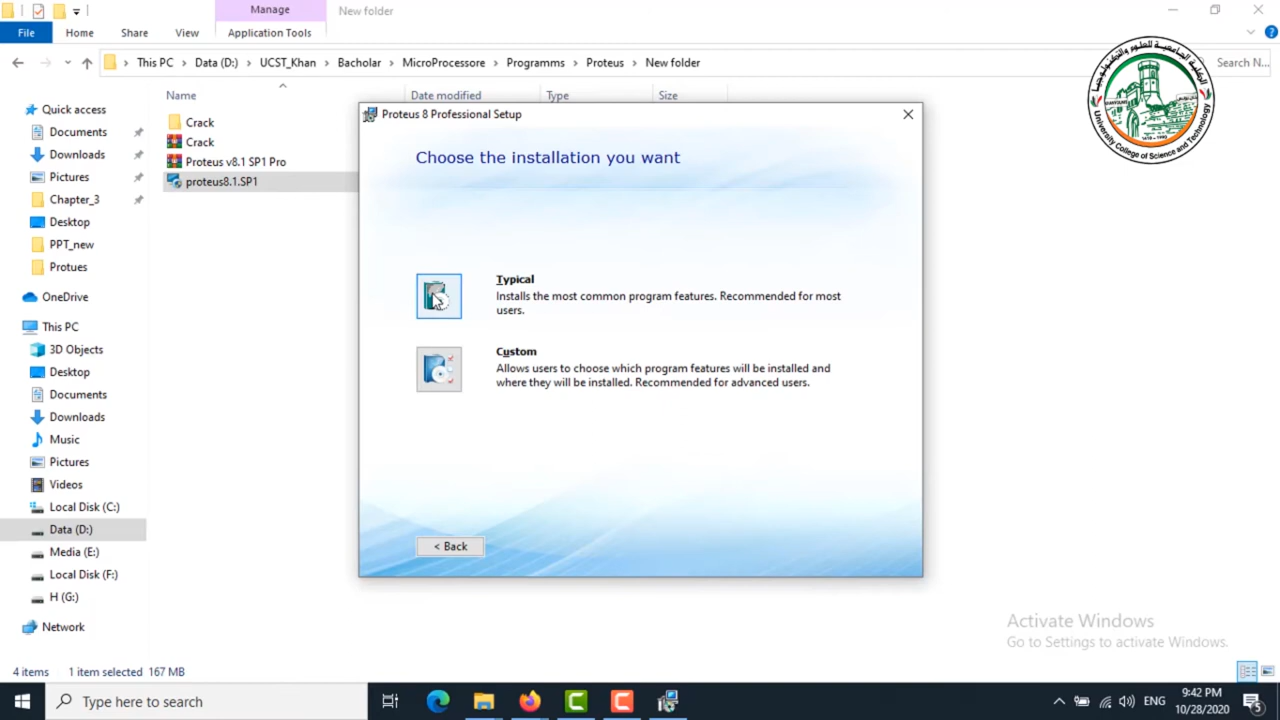 Manage
New folder
File
Home
Share
View
Application Tools
This PC
Data (D:)
UCST_Khan
Bacholar
MicroProcessore
Programms
Proteus
New folder
Search N...
Name
Date modified
Type
Size
Quick access
Documents
Downloads
Pictures
Chapter_3
Desktop
PPT_new
Protues
OneDrive
This PC
3D Objects
Desktop
Documents
Downloads
Music
Pictures
Videos
Local Disk (C:)
Data (D:)
Media (E:)
Local Disk (F:)
H (G:)
Network
Crack
Crack
Proteus v8.1 SP1 Pro
proteus8.1.SP1
Proteus 8 Professional Setup
Choose the installation you want
Typical
Installs the most common program features. Recommended for most
users.
Custom
Allows users to choose which program features will be installed and
where they will be installed. Recommended for advanced users.
< Back
الكلية الجامعية للعلوم والتكنولوجيا
University College of Science and Technology
Activate Windows
Go to Settings to activate Windows.
4 items
1 item selected 167 MB
Type here to search
ENG
9:42 PM
10/28/2020
5